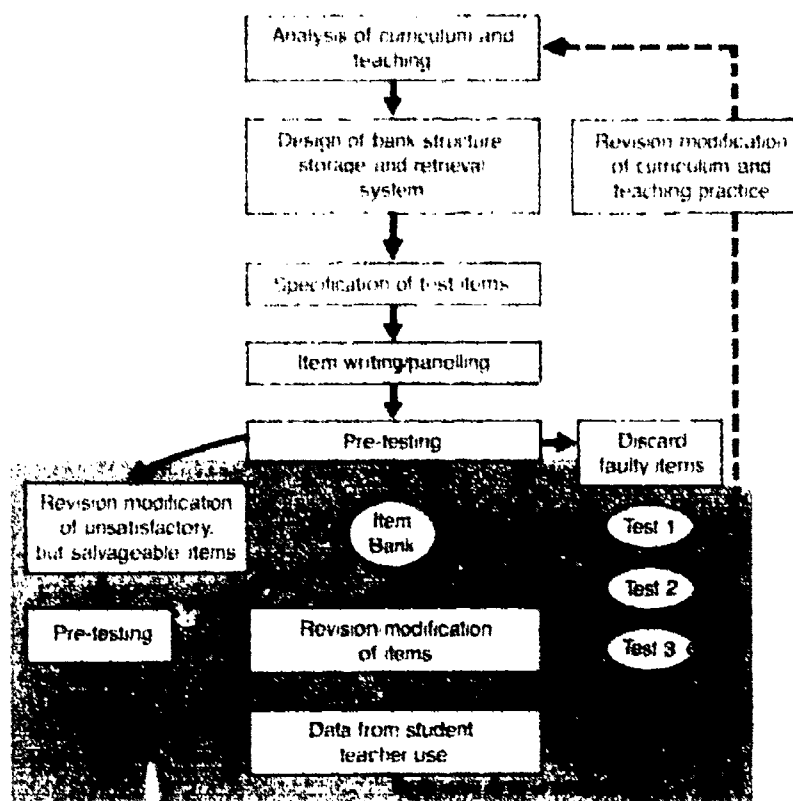 Analysis of curriculum and
teaching
Design of bank structure
storage and retrieval
system
Revision modification
of curriculum and
teaching practice
Specification of test items
Item writing/panelling
Pre-testing
Discard
faulty items
Revision modification
of unsatisfactory,
but salvageable items
Item
Bank
Test 1
Test 2
Test 3
Pre-testing
Revision modification
of items
Data from student
teacher use